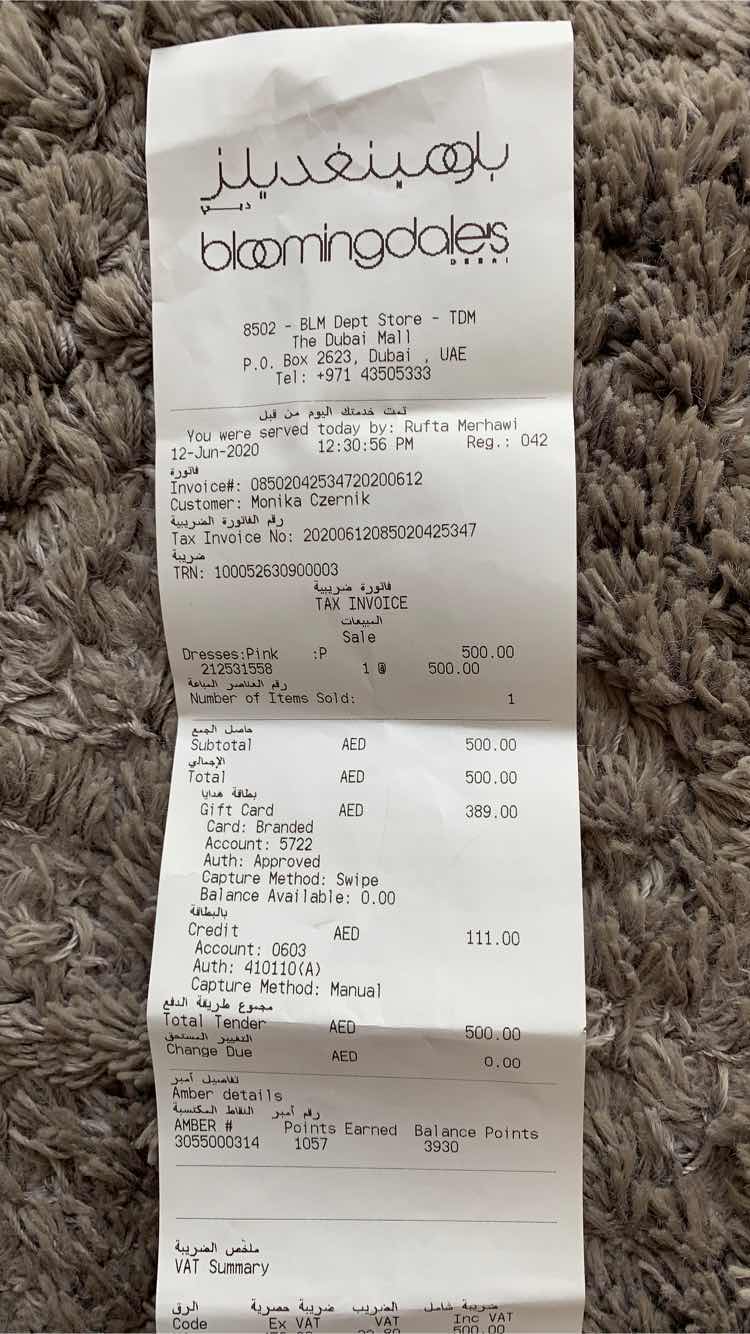 بلومينغديلز
دبي
bloomingdale's
DUBAI
8502 - BLM Dept Store - TDM
The Dubai Mall
P.O. Box 2623, Dubai , UAE
Tel: +971 43505333
تمت خدمتك اليوم من قبل
You were served today by: Rufta Merhawi
12-Jun-2020 12:30:56 PM Reg.: 042
فاتورة
Invoice#: 08502042534720200612
Customer: Monika Czernik
رقم الفاتورة الضريبية
Tax Invoice No: 20200612085020425347
ضريبة
TRN: 100052630900003
فاتورة ضريبية
TAX INVOICE
المبيعات
Sale
Dresses:Pink :P 500.00
212531558 1 @ 500.00
رقم العناصر المباعة
Number of Items Sold: 1
حاصل الجمع
Subtotal AED 500.00
الإجمالي
Total AED 500.00
بطاقة هدايا
Gift Card AED 389.00
Card: Branded
Account: 5722
Auth: Approved
Capture Method: Swipe
Balance Available: 0.00
بالبطاقة
Credit AED 111.00
Account: 0603
Auth: 410110(A)
Capture Method: Manual
مجموع طريقة الدفع
Total Tender AED 500.00
التغيير المستحق
Change Due AED 0.00
تفاصيل أمبر
Amber details
رقم أمبر النقاط المكتسبة
AMBER # Points Earned Balance Points
3055000314 1057 3930
ملخص الضريبة
VAT Summary
الرق ضريبة حصرية الضريب ضريبة شامل
Code Ex VAT VAT Inc VAT
500.00